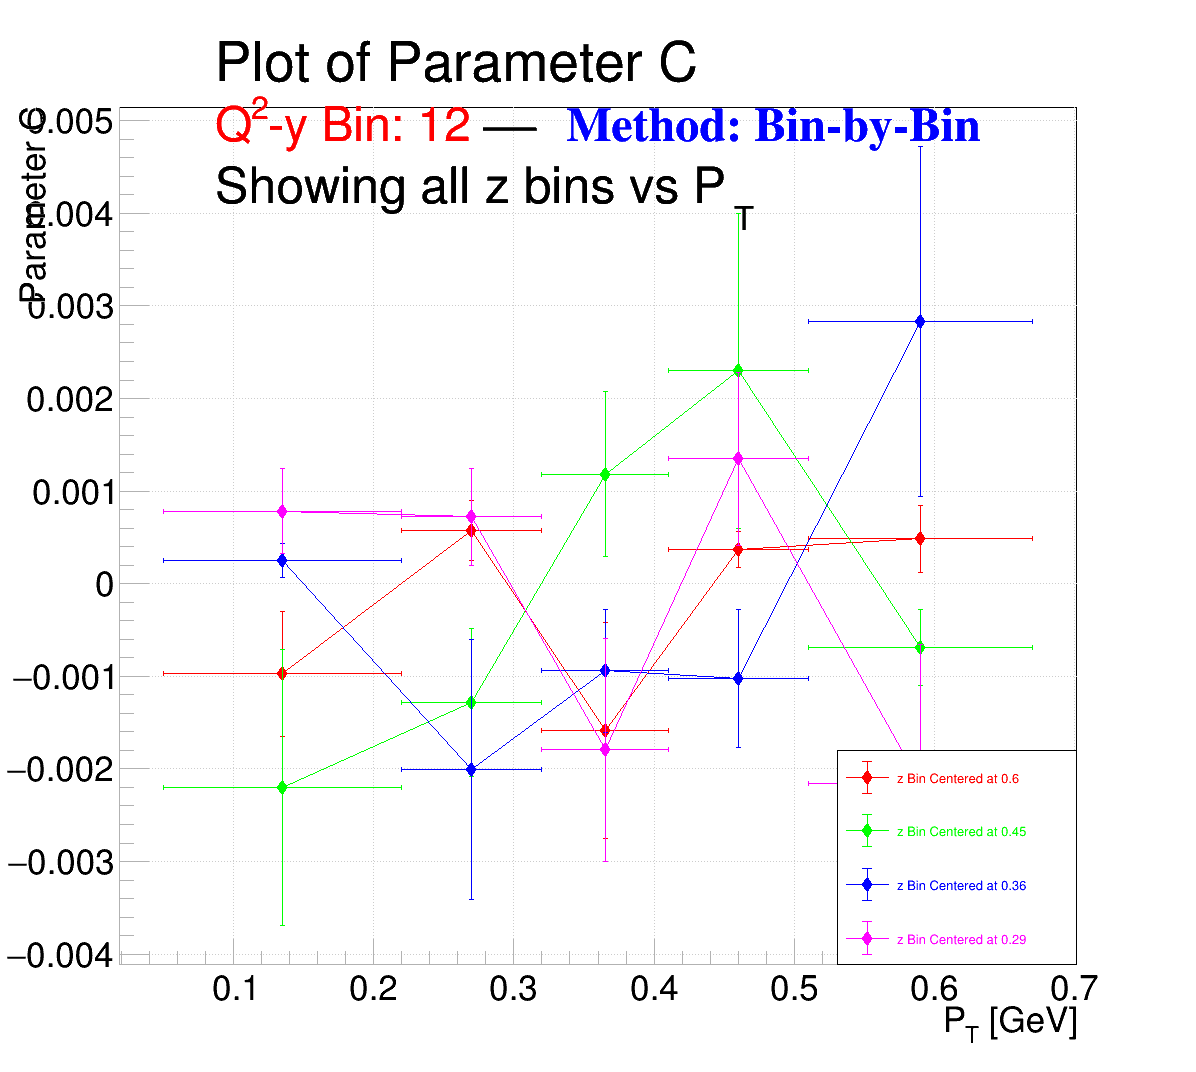 Plot of Parameter C
Q²-y Bin: 12 — Method: Bin-by-Bin
Showing all z bins vs P_T
Parameter C
0.005
0.004
0.003
0.002
0.001
0
−0.001
−0.002
−0.003
−0.004
0.1 0.2 0.3 0.4 0.5 0.6 0.7
P_T [GeV]
z Bin Centered at 0.6
z Bin Centered at 0.45
z Bin Centered at 0.36
z Bin Centered at 0.29